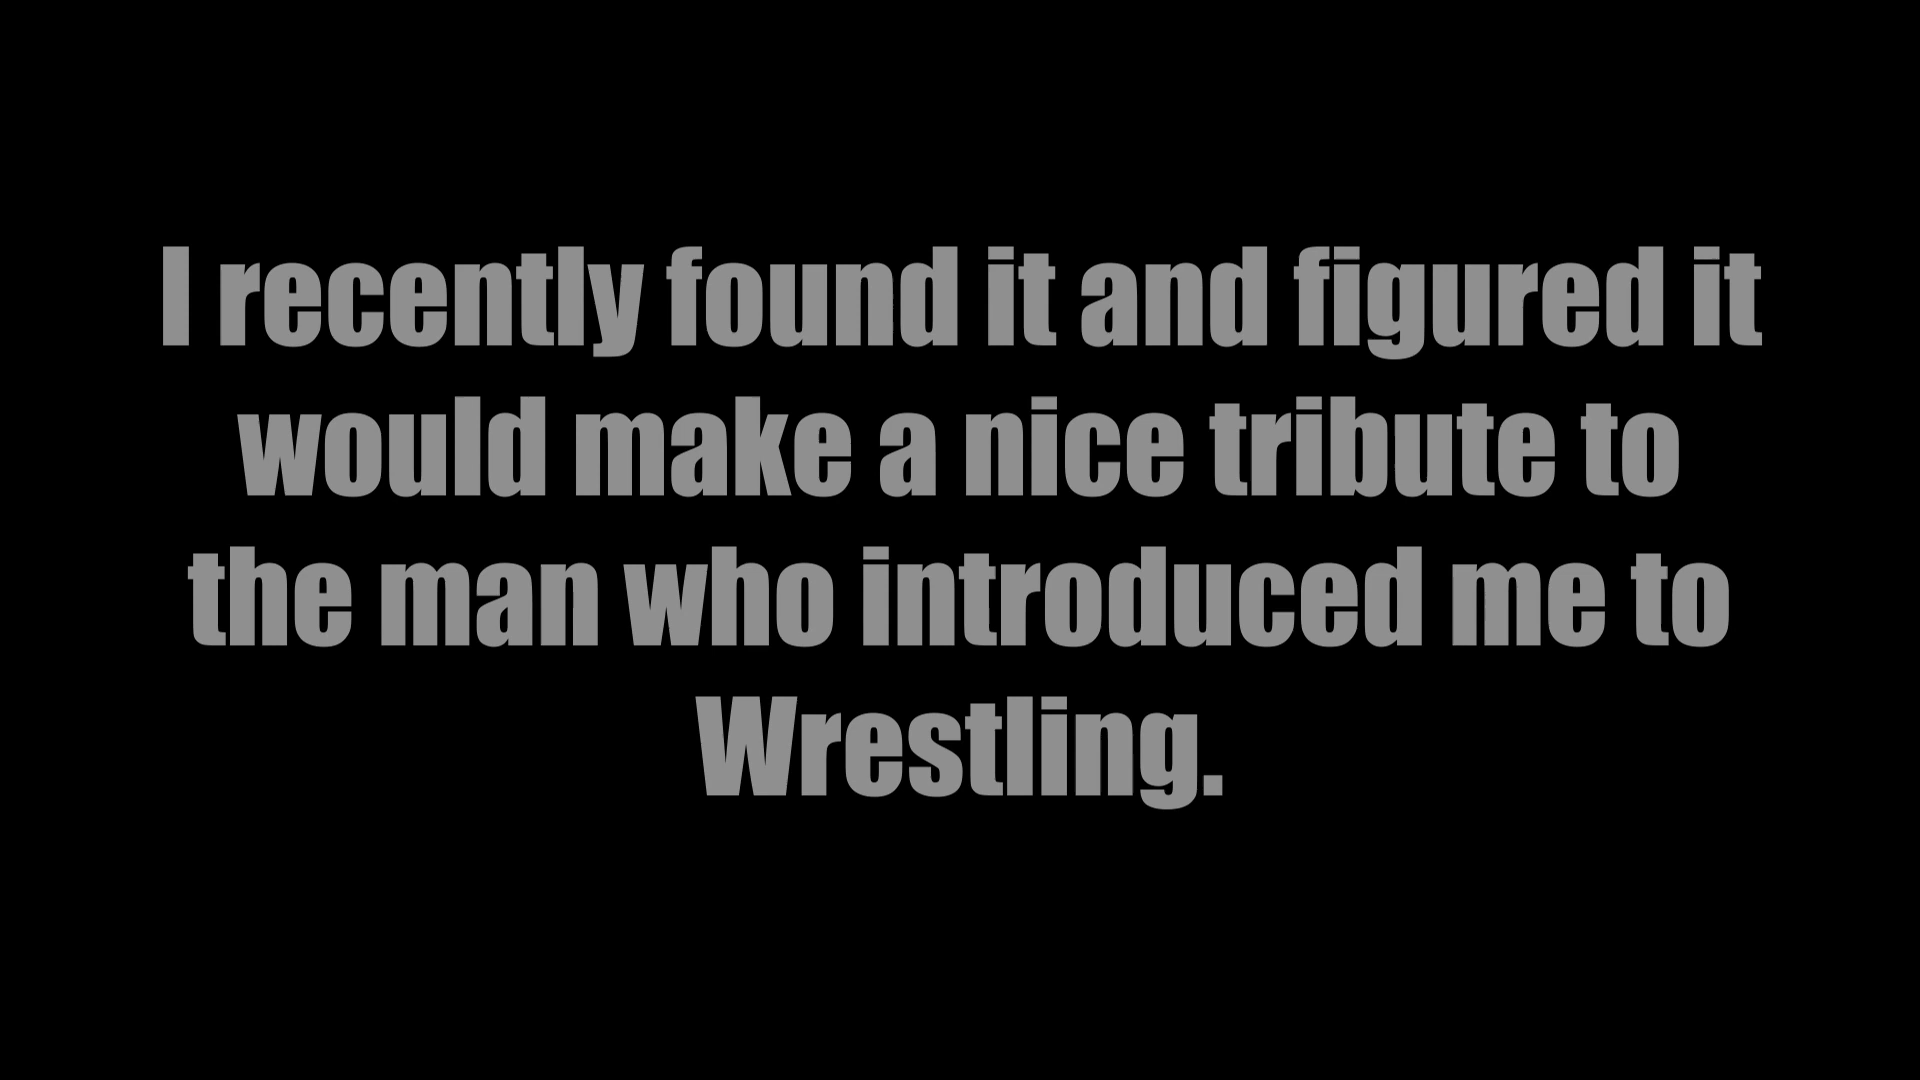 I recently found it and figured it
would make a nice tribute to
the man who introduced me to
Wrestling.